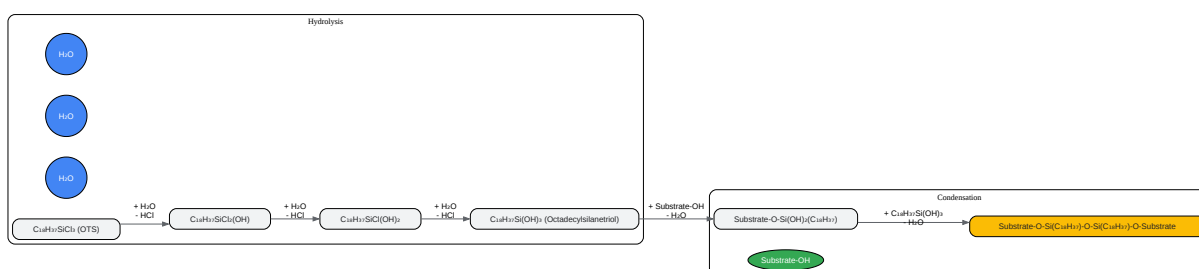 Hydrolysis
H₂O
H₂O
H₂O
+ H₂O
- HCl
+ H₂O
- HCl
+ H₂O
- HCl
+ Substrate-OH
- H₂O
Condensation
C₁₈H₃₇SiCl₃ (OTS)
C₁₈H₃₇SiCl₂(OH)
C₁₈H₃₇SiCl(OH)₂
C₁₈H₃₇Si(OH)₃ (Octadecylsilanetriol)
Substrate-O-Si(OH)₂(C₁₈H₃₇)
+ C₁₈H₃₇Si(OH)₃
- H₂O
Substrate-O-Si(C₁₈H₃₇)-O-Si(C₁₈H₃₇)-O-Substrate
Substrate-OH